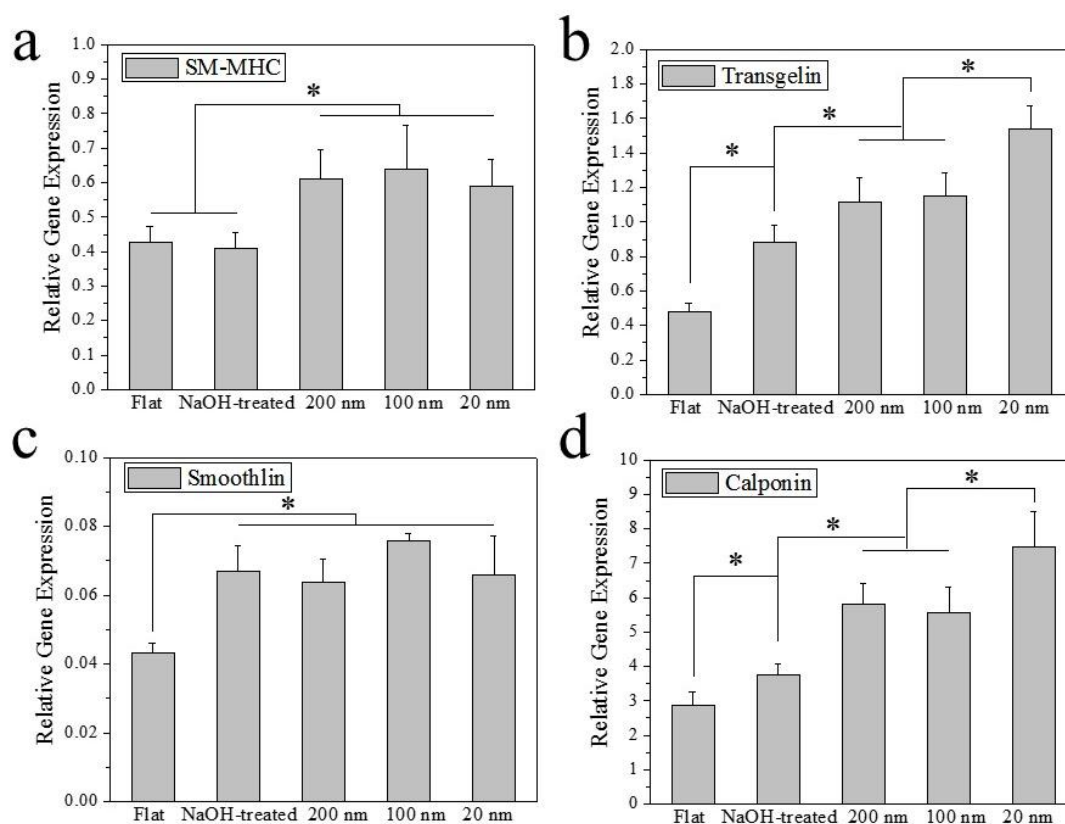 a
SM-MHC
*
Relative Gene Expression
1.0
0.9
0.8
0.7
0.6
0.5
0.4
0.3
0.2
0.1
0.0
Flat NaOH-treated 200 nm 100 nm 20 nm
b
Transgelin
*
*
*
Relative Gene Expression
2.0
1.8
1.6
1.4
1.2
1.0
0.8
0.6
0.4
0.2
0.0
Flat NaOH-treated 200 nm 100 nm 20 nm
c
Smoothlin
*
Relative Gene Expression
0.10
0.08
0.06
0.04
0.02
0.00
Flat NaOH-treated 200 nm 100 nm 20 nm
d
Calponin
*
*
*
Relative Gene Expression
10
9
8
7
6
5
4
3
2
1
0
Flat NaOH-treated 200 nm 100 nm 20 nm